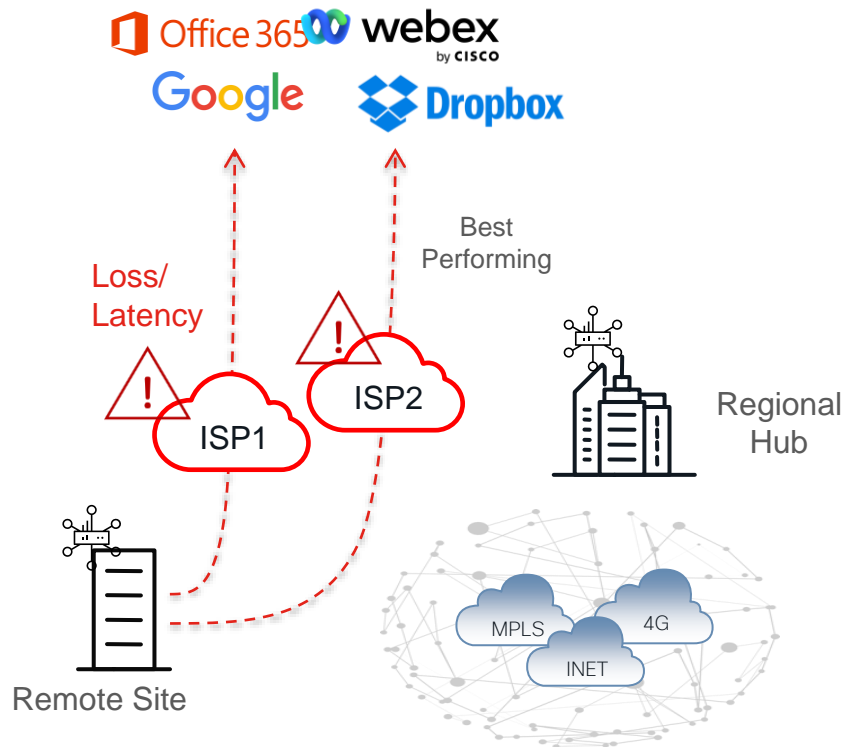 Office 365
webex
by CISCO
Google
Dropbox
Best
Performing
Loss/
Latency
!
!
ISP1
ISP2
Regional
Hub
MPLS
4G
INET
Remote Site